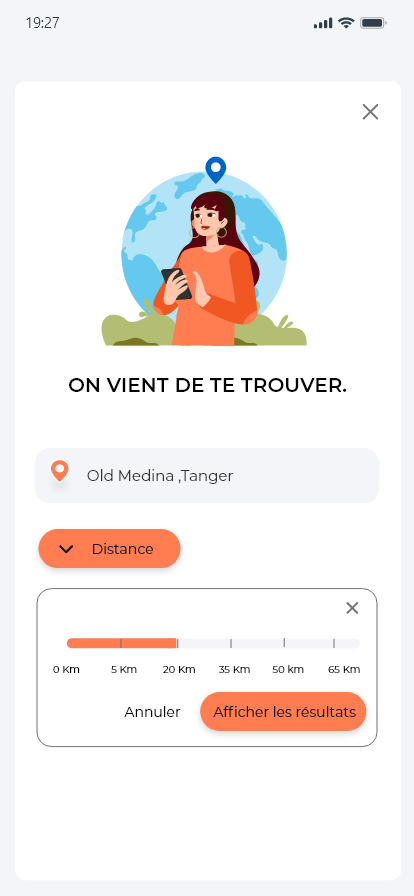 19:27
ON VIENT DE TE TROUVER.
Old Medina ,Tanger
Distance
0 Km 5 Km 20 Km 35 Km 50 km 65 Km
Annuler Afficher les résultats